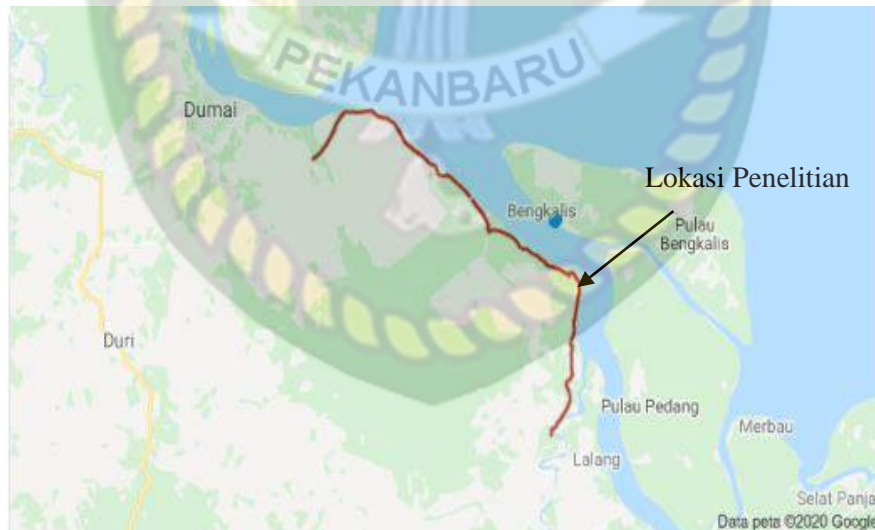 PEKANBARU
Dumai
Lokasi Penelitian
Bengkalis
Pulau
Bengkalis
Duri
Pulau Pedang
Merbau
Lalang
Selat Panja
Data peta ©2020 Google